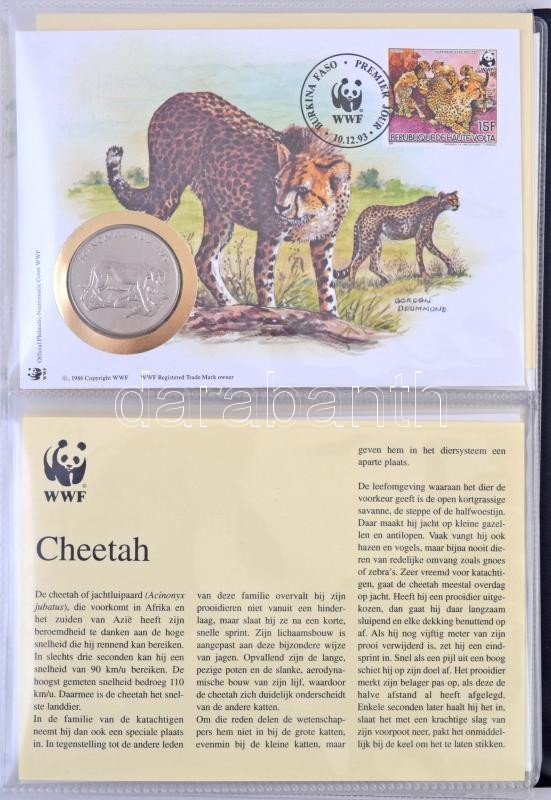 BURKINA FASO · PREMIER JOUR ·
10.12.93
WWF
15F
REPUBLIQUE DE HAUTE-VOLTA
WWF
ACINONYX JUBATUS
GORDON
DRUMMOND
Official Philatelic-Numismatic Cover WWF
©, 1986 Copyright WWF WWF Registered Trade Mark owner
darabanth
WWF
Cheetah
De cheetah of jachtluipaard (Acinonyx
jubatus), die voorkomt in Afrika en
het zuiden van Azië heeft zijn
beroemdheid te danken aan de hoge
snelheid die hij rennend kan bereiken.
In slechts drie seconden kan hij een
snelheid van 90 km/u bereiken. De
hoogst gemeten snelheid bedroeg 110
km/u. Daarmee is de cheetah het snel-
ste landdier.
In de familie van de katachtigen
neemt hij dan ook een speciale plaats
in. In tegenstelling tot de andere leden
van deze familie overvalt hij zijn
prooidieren niet vanuit een hinder-
laag, maar slaat hij ze na een korte,
snelle sprint. Zijn lichaamsbouw is
aangepast aan deze bijzondere wijze
van jagen. Opvallend zijn de lange,
pezige poten en de slanke, aerodyna-
mische bouw van zijn lijf, waardoor
de cheetah zich duidelijk onderscheidt
van de andere katten.
Om die reden delen de wetenschap-
pers hem niet in bij de grote katten,
evenmin bij de kleine katten, maar
geven hem in het diersysteem een
aparte plaats.
De leefomgeving waaraan het dier de
voorkeur geeft is de open kortgrassige
savanne, de steppe of de halfwoestijn.
Daar maakt hij jacht op kleine gazel-
len en antilopen. Vaak vangt hij ook
hazen en vogels, maar bijna nooit die-
ren van redelijke omvang zoals gnoes
of zebra's. Zeer vreemd voor katachti-
gen, gaat de cheetah meestal overdag
op jacht. Heeft hij een prooidier uitge-
kozen, dan gaat hij daar langzaam
sluipend en elke dekking benuttend op
af. Als hij nog vijftig meter van zijn
prooi verwijderd is, zet hij een eind-
sprint in. Snel als een pijl uit een boog
schiet hij op zijn doel af. Het prooidier
merkt zijn belager pas op, als deze de
halve afstand al heeft afgelegd.
Enkele seconden later haalt hij het in,
slaat het met een krachtige slag van
zijn voorpoot neer, pakt het onmiddel-
lijk bij de keel om het te laten stikken.